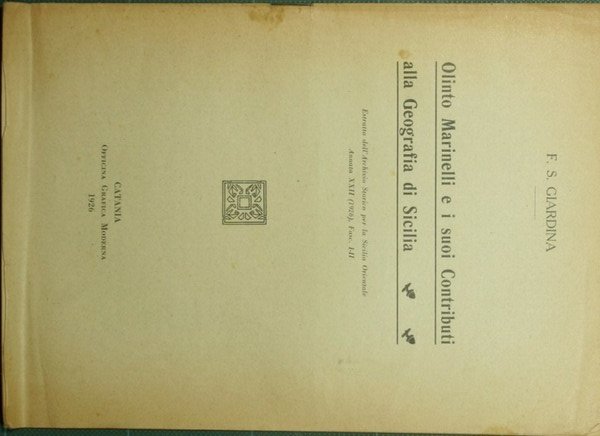 F. S. GIARDINA
Olinto Marinelli e i suoi Contributi
alla Geografia di Sicilia
Estratto dell'Archivio Storico per la Sicilia Orientale
Annata XXII (1926), Fasc. I-II
CATANIA
OFFICINA GRAFICA MODERNA
1926